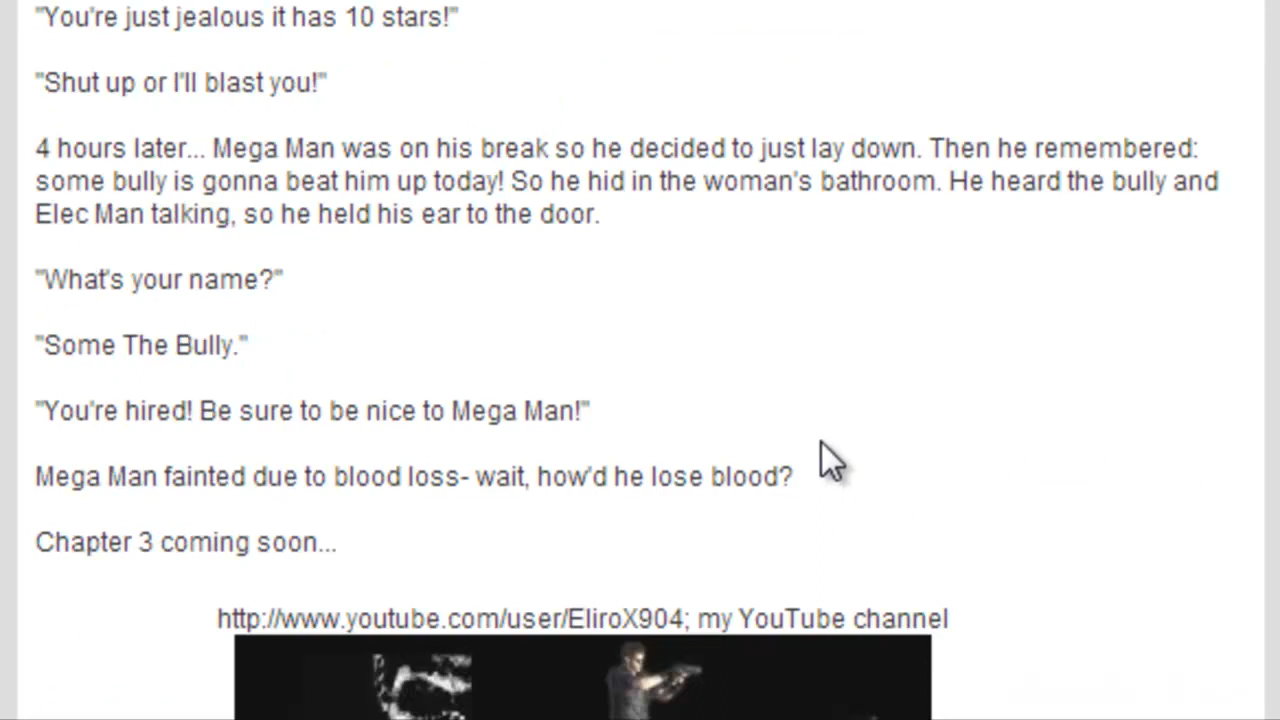 "You're just jealous it has 10 stars!"
"Shut up or I'll blast you!"
4 hours later... Mega Man was on his break so he decided to just lay down. Then he remembered:
some bully is gonna beat him up today! So he hid in the woman's bathroom. He heard the bully and
Elec Man talking, so he held his ear to the door.
"What's your name?"
"Some The Bully."
"You're hired! Be sure to be nice to Mega Man!"
Mega Man fainted due to blood loss- wait, how'd he lose blood?
Chapter 3 coming soon...
http://www.youtube.com/user/EliroX904; my YouTube channel